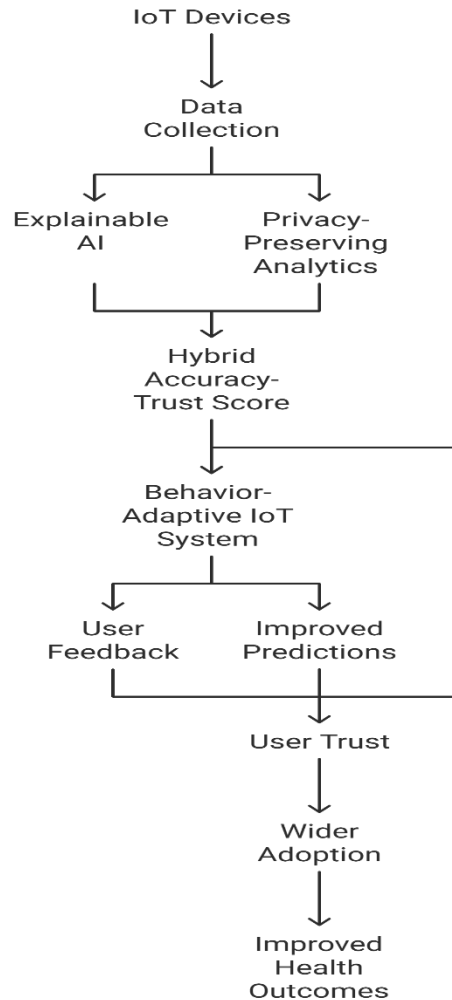 IoT Devices
Data
Collection
Explainable
AI
Privacy-
Preserving
Analytics
Hybrid
Accuracy-
Trust Score
Behavior-
Adaptive IoT
System
User
Feedback
Improved
Predictions
User Trust
Wider
Adoption
Improved
Health
Outcomes